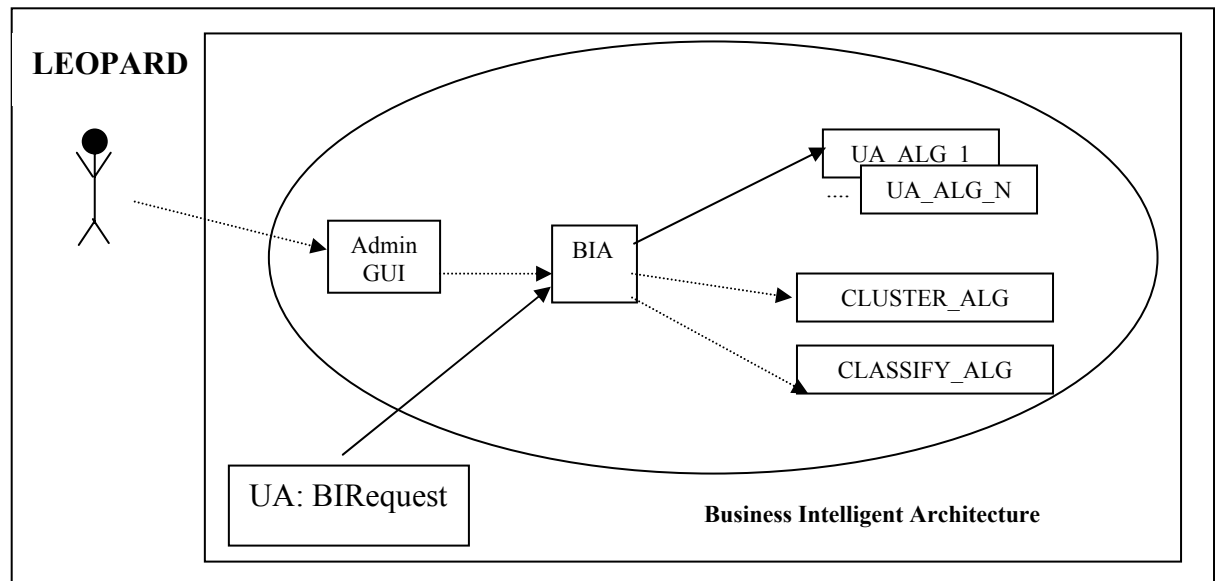 LEOPARD
UA_ALG_1
.... UA_ALG_N
Admin
GUI
BIA
CLUSTER_ALG
CLASSIFY_ALG
UA: BIRequest
Business Intelligent Architecture